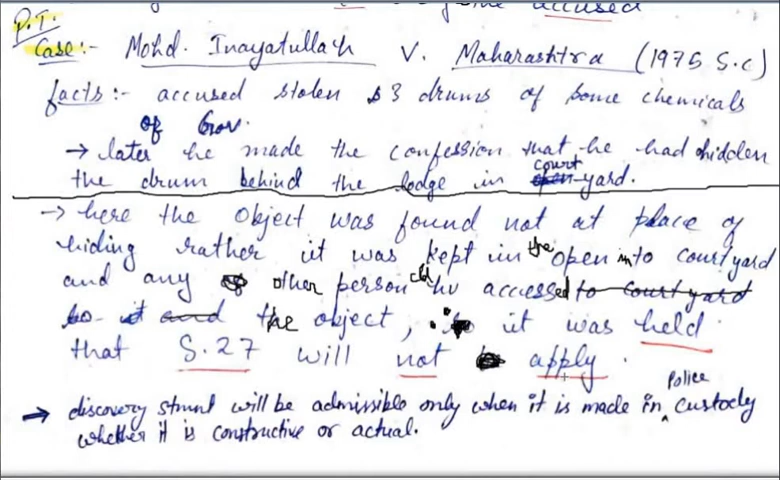 accused
P.T.
Case:- Mohd. Inayatullah V. Maharashtra (1975 S.C)
facts:- accused stolen 3 drums of some chemicals
of Gov.
→ later he made the confession that he had hidden
the drum behind the lodge in court yard.
→ here the object was found not at place of
hiding rather it was kept in the open into courtyard
and any other person accessed to court yard
the object, it was held
that S.27 will not apply.
→ discovery stmnt will be admissible only when it is made in Police custody
whether it is constructive or actual.